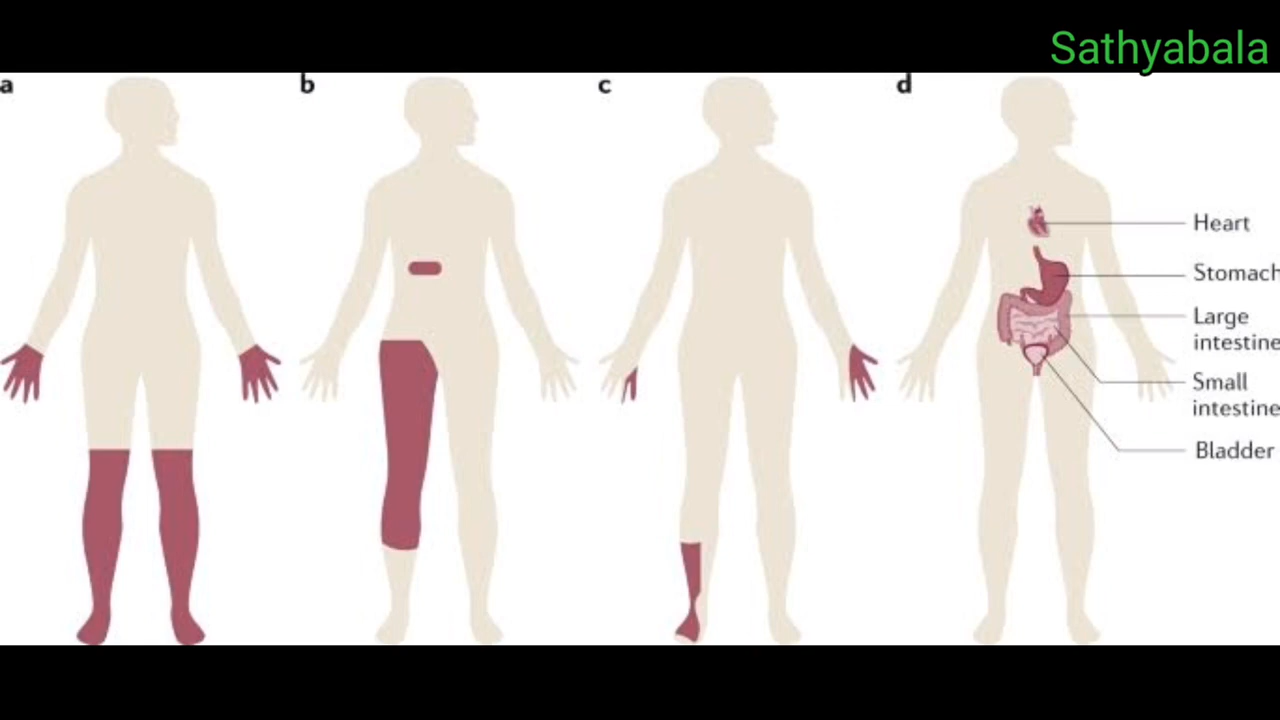 Sathyabala
a
b
c
d
Heart
Stomach
Large
intestine
Small
intestine
Bladder